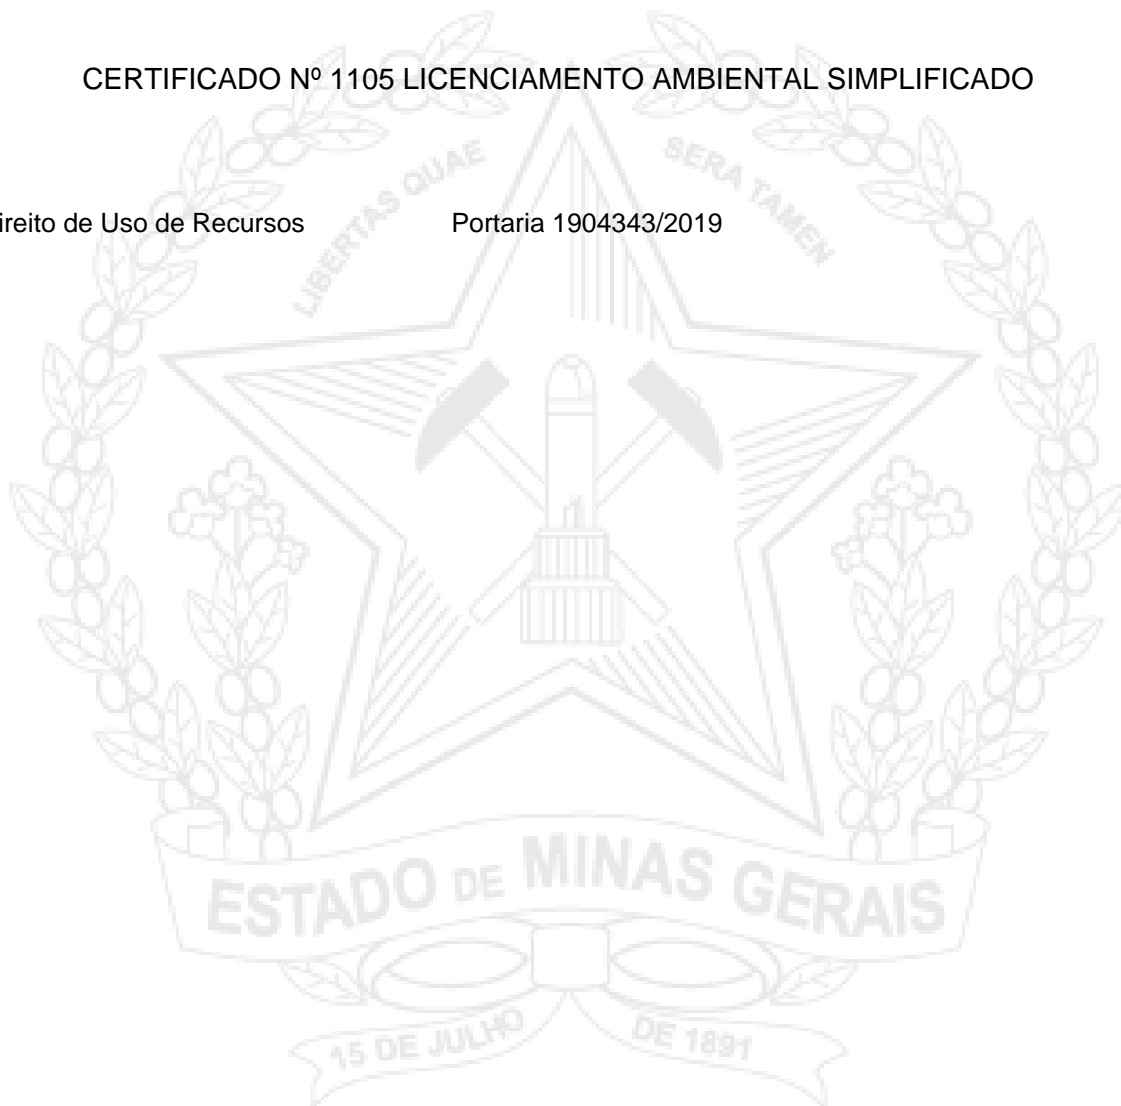 CERTIFICADO Nº 1105 LICENCIAMENTO AMBIENTAL SIMPLIFICADO
LIBERTAS QUAE SERA TAMEN
ireito de Uso de Recursos Portaria 1904343/2019
ESTADO DE MINAS GERAIS
15 DE JULHO DE 1891